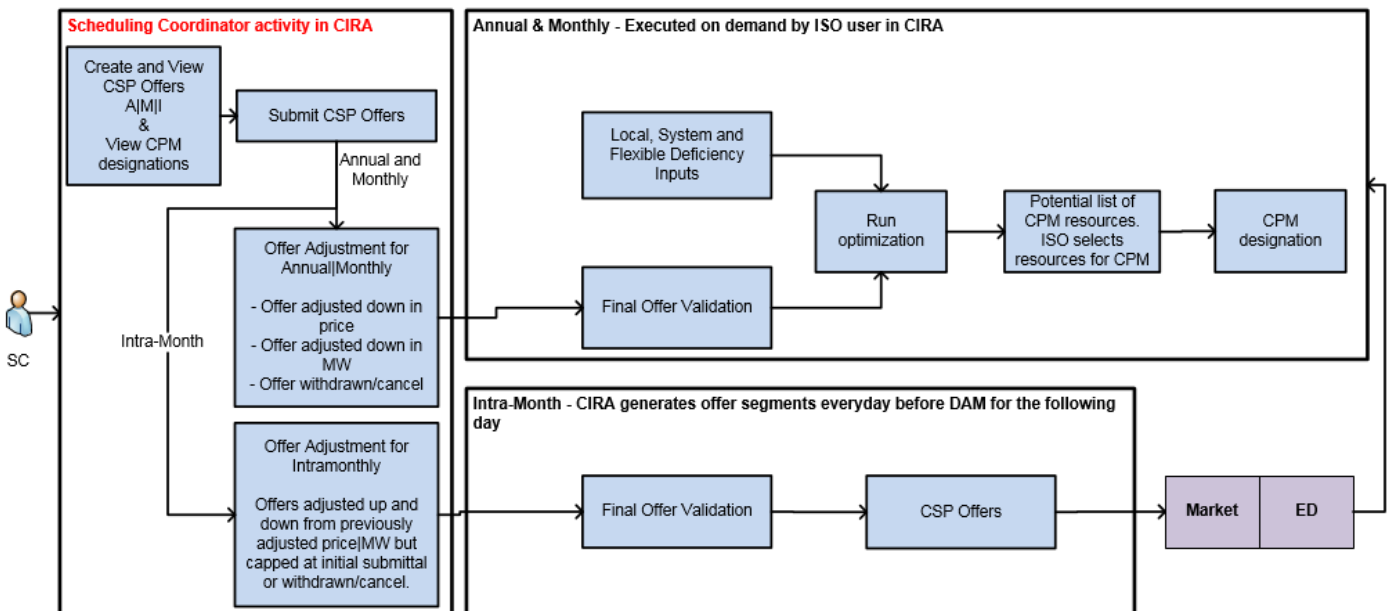 Scheduling Coordinator activity in CIRA
Create and View
CSP Offers
A|M|I
&
View CPM
designations
Submit CSP Offers
Annual and
Monthly
Offer Adjustment for
Annual|Monthly
- Offer adjusted down in
price
- Offer adjusted down in
MW
- Offer withdrawn/cancel
Intra-Month
SC
Offer Adjustment for
Intramonthly
Offers adjusted up and
down from previously
adjusted price|MW but
capped at initial submittal
or withdrawn/cancel.
Annual & Monthly - Executed on demand by ISO user in CIRA
Local, System and
Flexible Deficiency
Inputs
Final Offer Validation
Run
optimization
Potential list of
CPM resources.
ISO selects
resources for CPM
CPM
designation
Intra-Month - CIRA generates offer segments everyday before DAM for the following
day
Final Offer Validation
CSP Offers
Market
ED